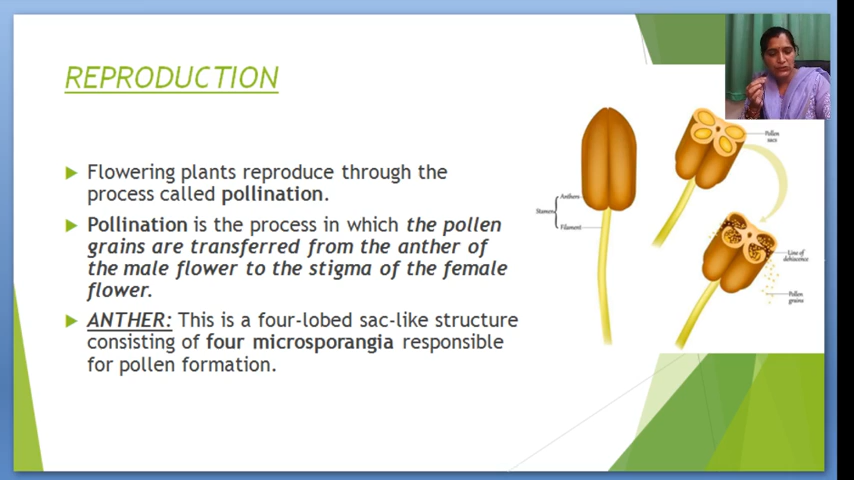 REPRODUCTION
Flowering plants reproduce through the
process called pollination.
Pollination is the process in which the pollen
grains are transferred from the anther of
the male flower to the stigma of the female
flower.
ANTHER: This is a four-lobed sac-like structure
consisting of four microsporangia responsible
for pollen formation.
Anthers
Stamens
Filament
Pollen
sacs
Line of
dehiscence
Pollen
grains